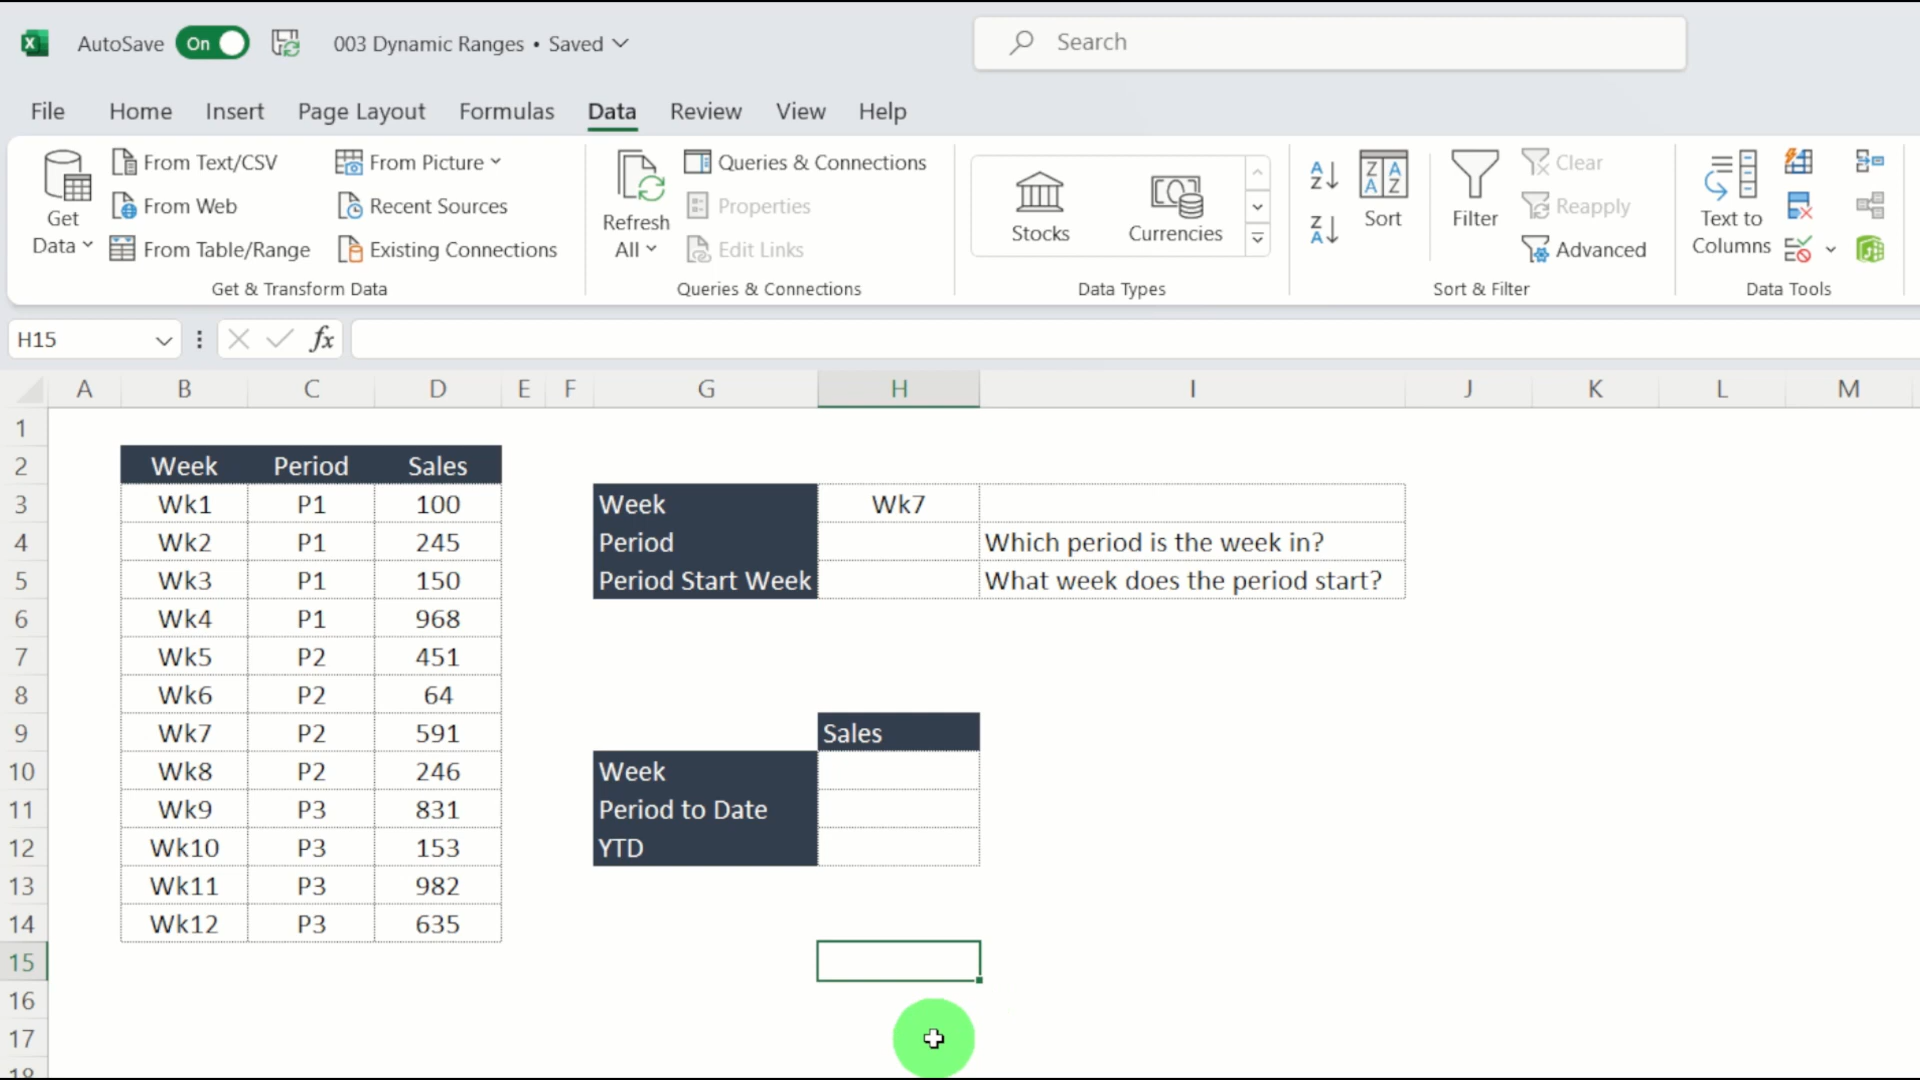 AutoSave On 003 Dynamic Ranges • Saved Search
File Home Insert Page Layout Formulas Data Review View Help
Get Data
From Text/CSV
From Web
From Table/Range
From Picture
Recent Sources
Existing Connections
Get & Transform Data
Refresh All
Queries & Connections
Properties
Edit Links
Queries & Connections
Stocks
Currencies
Data Types
Sort
Filter
Clear
Reapply
Advanced
Sort & Filter
Text to Columns
Data Tools
H15 fx
A B C D E F G H I J K L M
1
2 Week Period Sales
3 Wk1 P1 100 Week Wk7
4 Wk2 P1 245 Period Which period is the week in?
5 Wk3 P1 150 Period Start Week What week does the period start?
6 Wk4 P1 968
7 Wk5 P2 451
8 Wk6 P2 64
9 Wk7 P2 591 Sales
10 Wk8 P2 246 Week
11 Wk9 P3 831 Period to Date
12 Wk10 P3 153 YTD
13 Wk11 P3 982
14 Wk12 P3 635
15
16
17
18